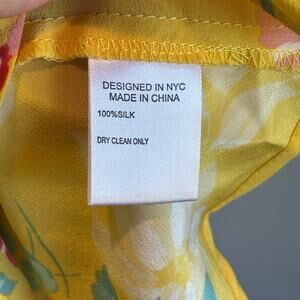 DESIGNED IN NYC
MADE IN CHINA
100%SILK
DRY CLEAN ONLY